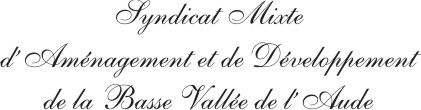 Syndicat Mixte
d'Aménagement et de Développement
de la Basse Vallée de l'Aude